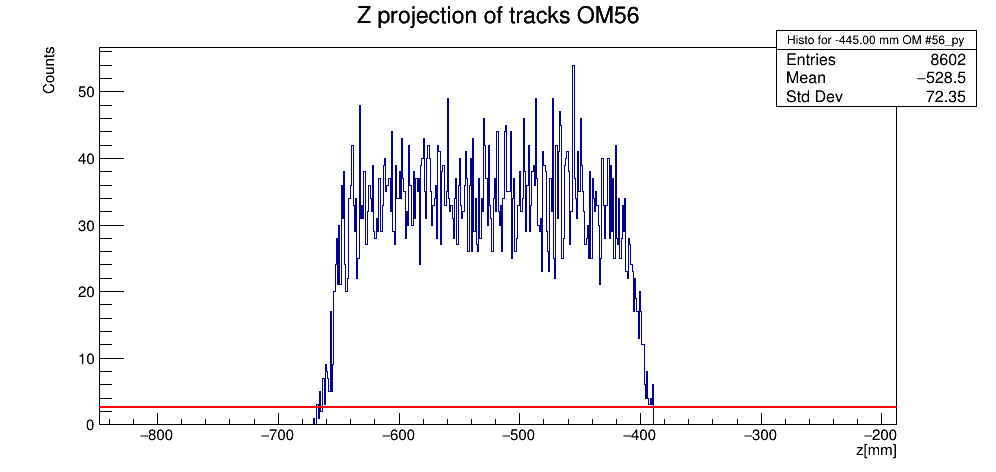 Z projection of tracks OM56
Histo for -445.00 mm OM #56_py
Entries 8602
Mean −528.5
Std Dev 72.35
Counts
50
40
30
20
10
0
−800 −700 −600 −500 −400 −300 −200
z[mm]